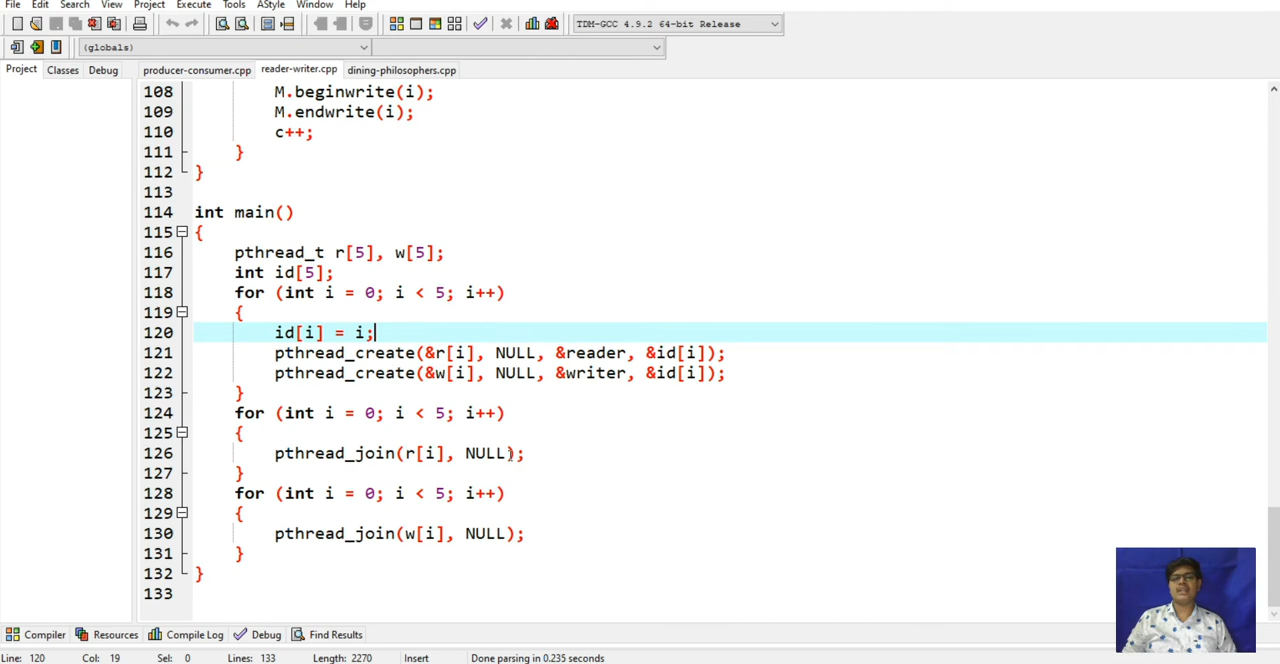 File Edit Search View Project Execute Tools AStyle Window Help
TDM-GCC 4.9.2 64-bit Release
(globals)
Project Classes Debug producer-consumer.cpp reader-writer.cpp dining-philosophers.cpp
108 M.beginwrite(i);
109 M.endwrite(i);
110 c++;
111 }
112 }
113
114 int main()
115 {
116 pthread_t r[5], w[5];
117 int id[5];
118 for (int i = 0; i < 5; i++)
119 {
120 id[i] = i;
121 pthread_create(&r[i], NULL, &reader, &id[i]);
122 pthread_create(&w[i], NULL, &writer, &id[i]);
123 }
124 for (int i = 0; i < 5; i++)
125 {
126 pthread_join(r[i], NULL);
127 }
128 for (int i = 0; i < 5; i++)
129 {
130 pthread_join(w[i], NULL);
131 }
132 }
133
Compiler Resources Compile Log Debug Find Results
Line: 120 Col: 19 Sel: 0 Lines: 133 Length: 2270 Insert Done parsing in 0.235 seconds